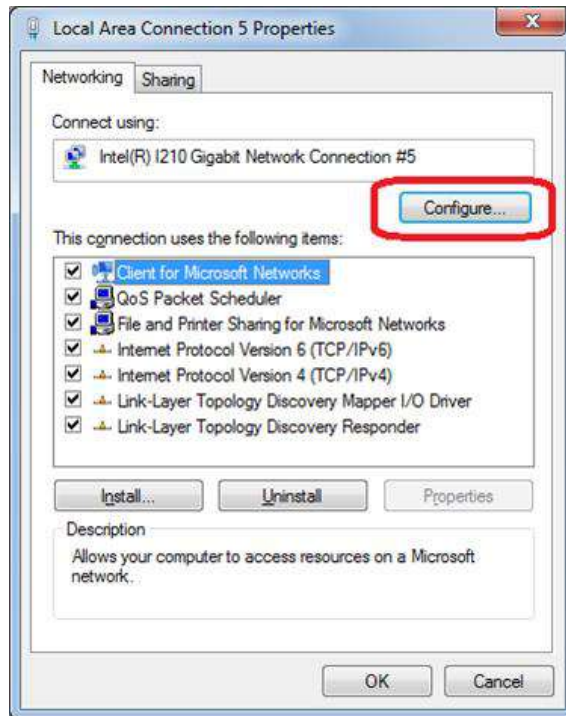 Local Area Connection 5 Properties
Networking Sharing
Connect using:
Intel(R) I210 Gigabit Network Connection #5
Configure...
This connection uses the following items:
Client for Microsoft Networks
QoS Packet Scheduler
File and Printer Sharing for Microsoft Networks
Internet Protocol Version 6 (TCP/IPv6)
Internet Protocol Version 4 (TCP/IPv4)
Link-Layer Topology Discovery Mapper I/O Driver
Link-Layer Topology Discovery Responder
Install... Uninstall Properties
Description
Allows your computer to access resources on a Microsoft
network.
OK Cancel